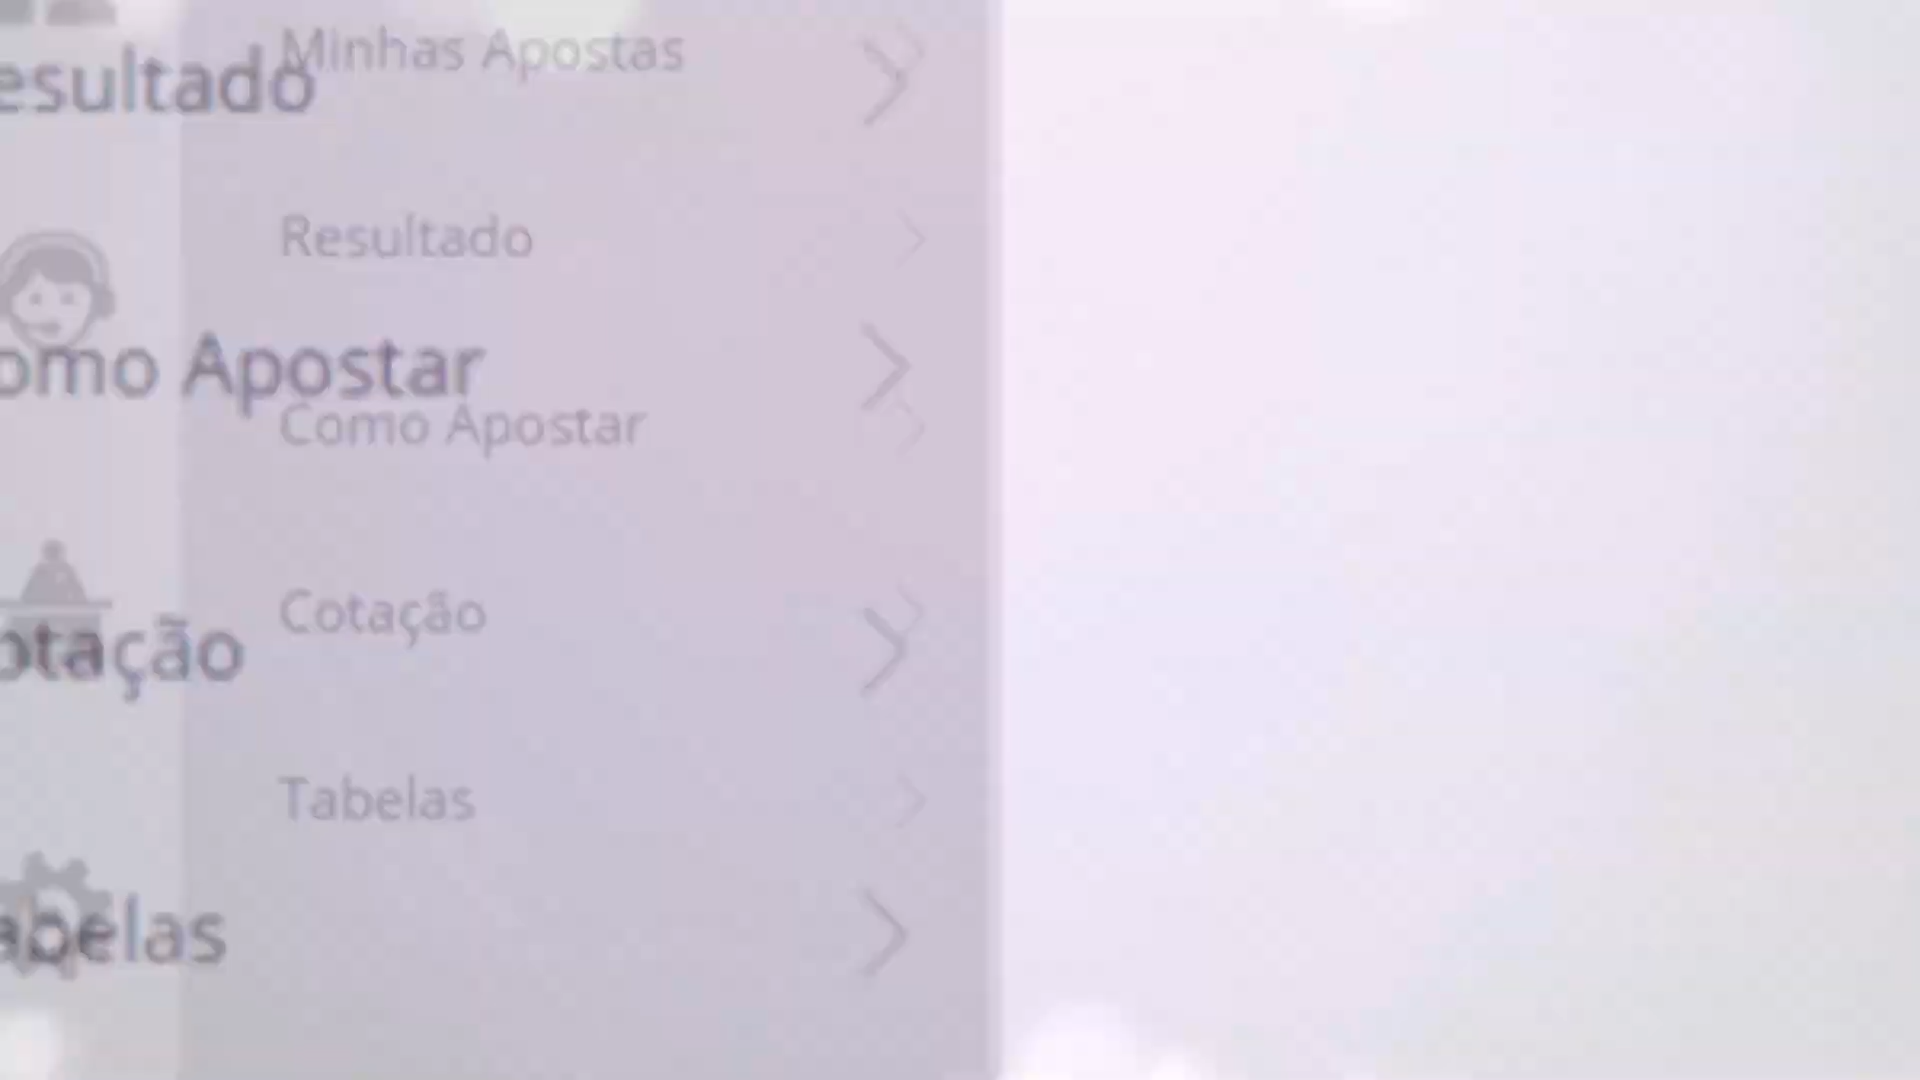 Minhas Apostas
esultado
Resultado
omo Apostar
Como Apostar
Cotação
otação
Tabelas
abelas